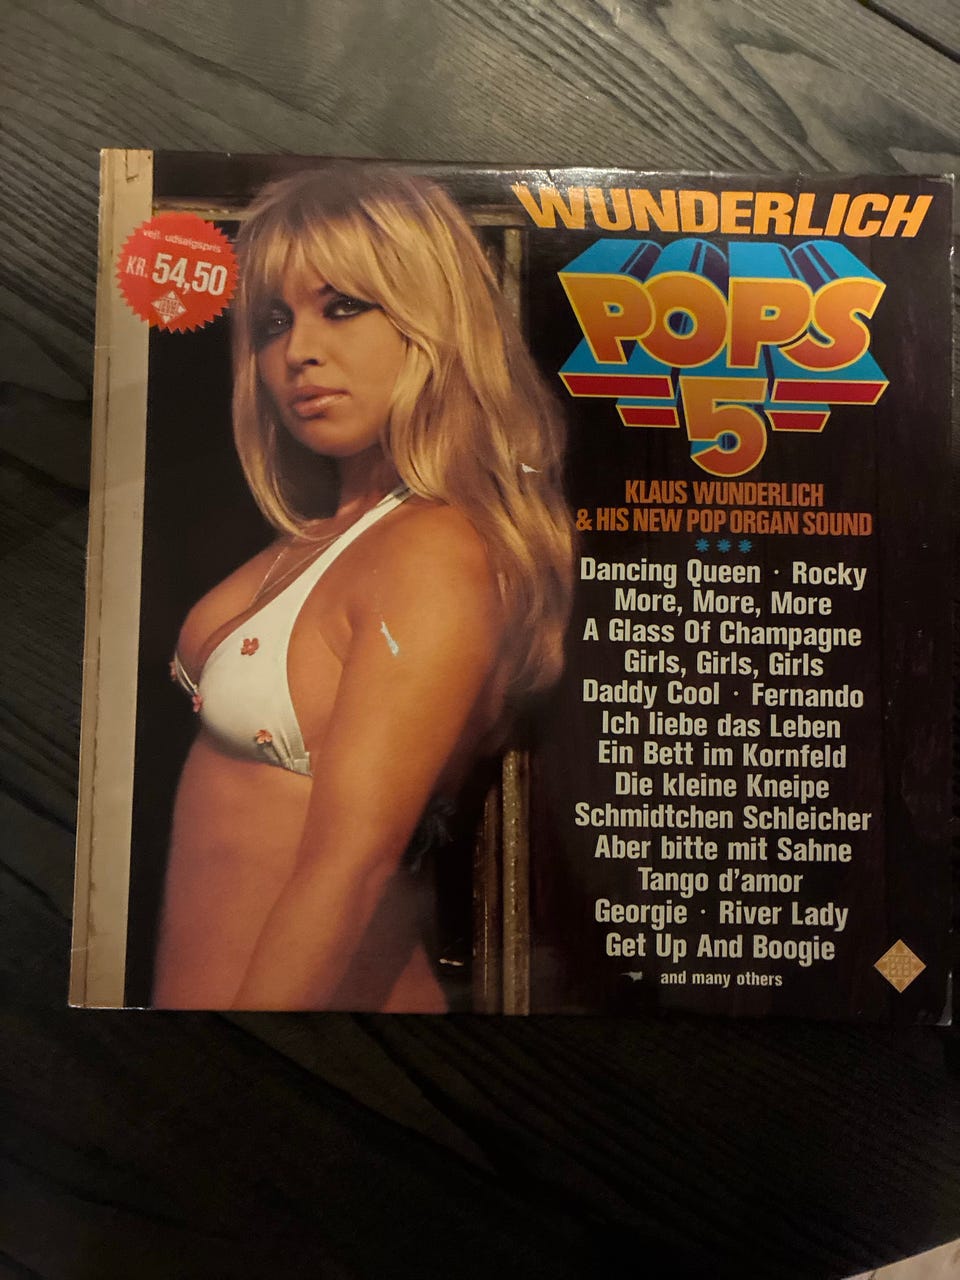 vejl. udsalgspris
KR. 54,50
WUNDERLICH
POPS
5
KLAUS WUNDERLICH
& HIS NEW POP ORGAN SOUND
***
Dancing Queen · Rocky
More, More, More
A Glass Of Champagne
Girls, Girls, Girls
Daddy Cool · Fernando
Ich liebe das Leben
Ein Bett im Kornfeld
Die kleine Kneipe
Schmidtchen Schleicher
Aber bitte mit Sahne
Tango d'amor
Georgie · River Lady
Get Up And Boogie
and many others